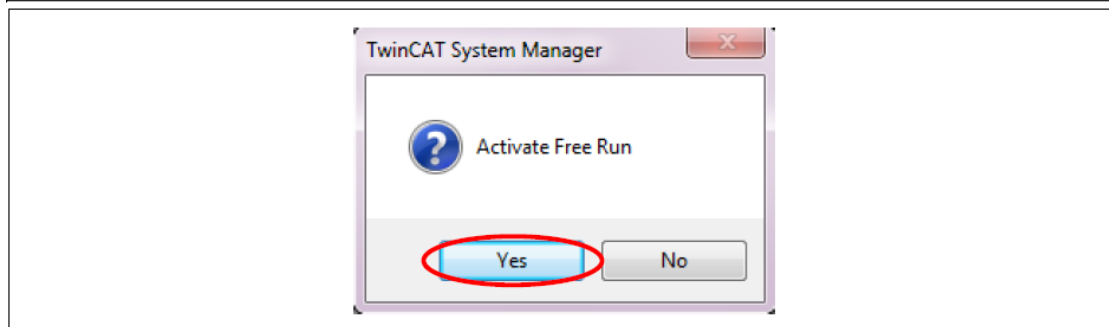 TwinCAT System Manager
Activate Free Run
Yes
No